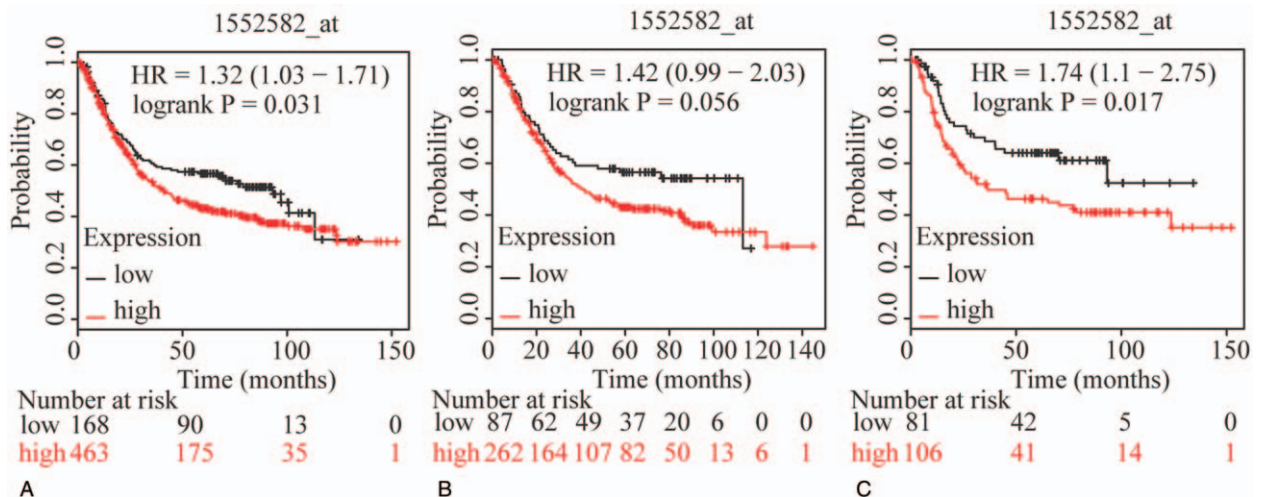 1552582_at
HR = 1.32 (1.03 − 1.71)
logrank P = 0.031
Probability
1.0
0.8
0.6
0.4
0.2
0.0
Expression
low
high
0 50 100 150
Time (months)
Number at risk
low 168 90 13 0
high 463 175 35 1
A
1552582_at
HR = 1.42 (0.99 − 2.03)
logrank P = 0.056
Probability
1.0
0.8
0.6
0.4
0.2
0.0
Expression
low
high
0 20 40 60 80 100 120 140
Time (months)
Number at risk
low 87 62 49 37 20 6 0 0
high 262 164 107 82 50 13 6 1
B
1552582_at
HR = 1.74 (1.1 − 2.75)
logrank P = 0.017
Probability
1.0
0.8
0.6
0.4
0.2
0.0
Expression
low
high
0 50 100 150
Time (months)
Number at risk
low 81 42 5 0
high 106 41 14 1
C